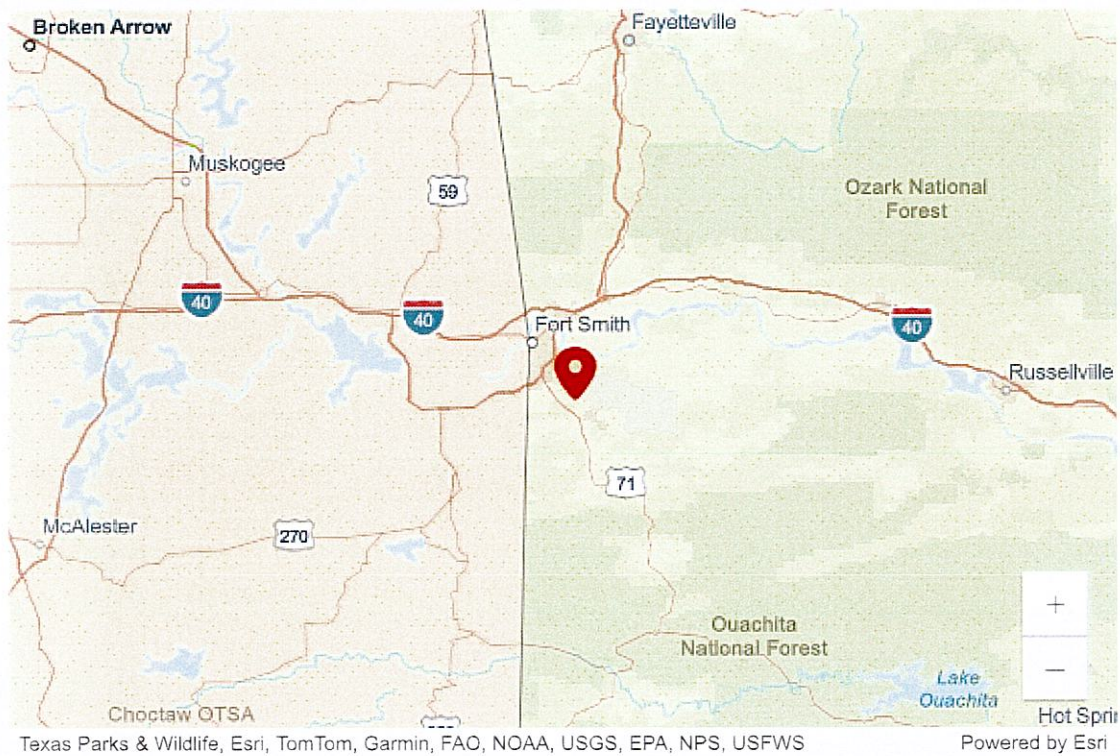 Broken Arrow
Fayetteville
Muskogee
59
Ozark National
Forest
40
40
40
Fort Smith
Russellville
71
McAlester
270
+
Ouachita
National Forest
−
Lake
Ouachita
Choctaw OTSA
Hot Sprin
Texas Parks & Wildlife, Esri, TomTom, Garmin, FAO, NOAA, USGS, EPA, NPS, USFWS
Powered by Esri